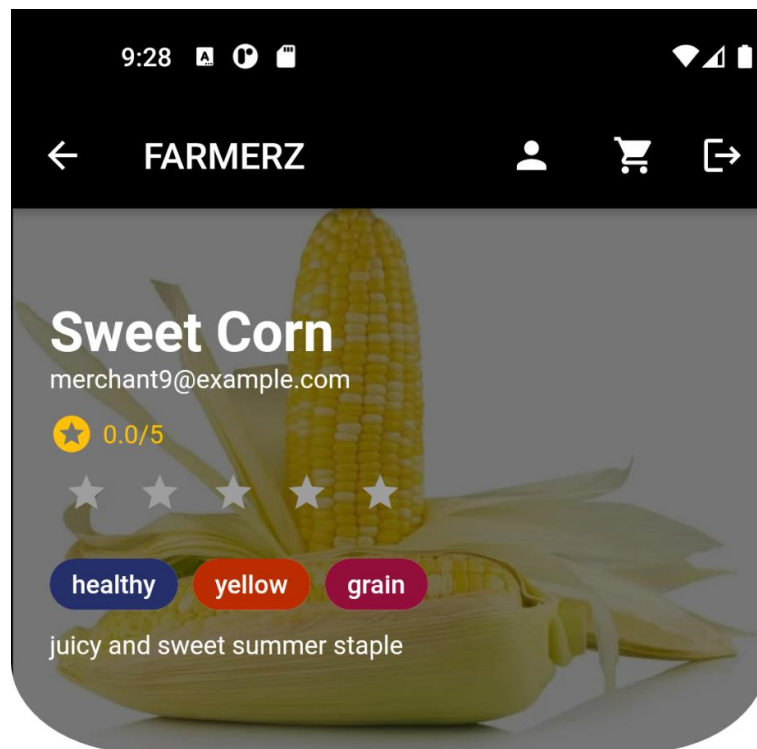 9:28
FARMERZ
Sweet Corn
merchant9@example.com
0.0/5
healthy yellow grain
juicy and sweet summer staple